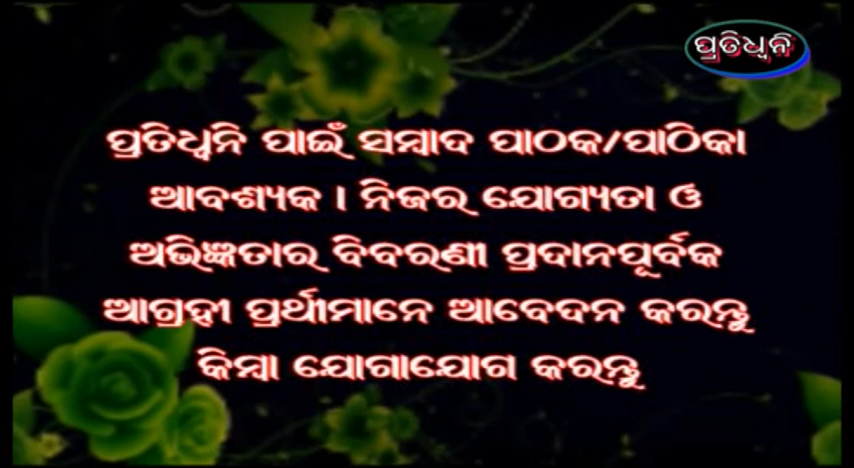 ପ୍ରତିଧ୍ୱନି
ପ୍ରତିଧ୍ୱନି ପାଇଁ ସମ୍ବାଦ ପାଠକ/ପାଠିକା
ଆବଶ୍ୟକ । ନିଜର ଯୋଗ୍ୟତା ଓ
ଅଭିଜ୍ଞତାର ବିବରଣୀ ପ୍ରଦାନପୂର୍ବକ
ଆଗ୍ରହୀ ପ୍ରର୍ଥୀମାନେ ଆବେଦନ କରନ୍ତୁ
କିମ୍ବା ଯୋଗାଯୋଗ କରନ୍ତୁ